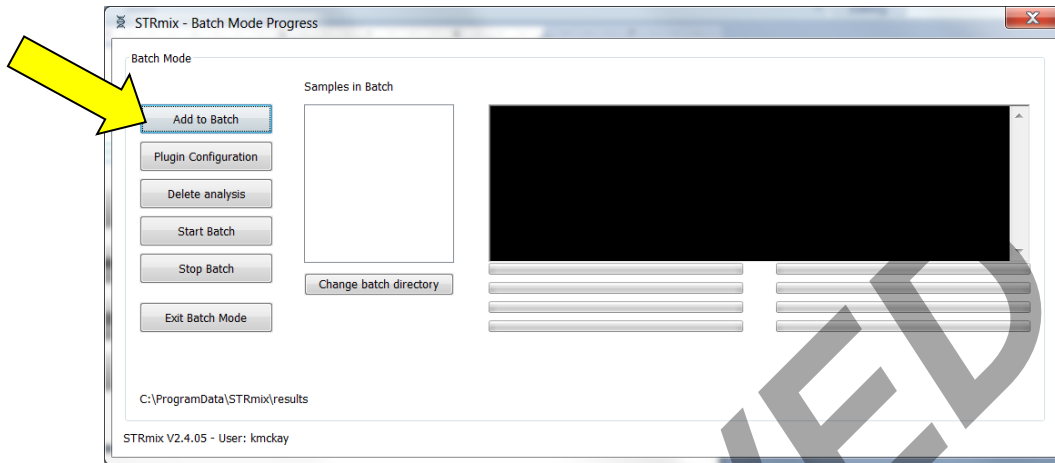 STRmix - Batch Mode Progress
Batch Mode
Samples in Batch
Add to Batch
Plugin Configuration
Delete analysis
Start Batch
Stop Batch
Change batch directory
Exit Batch Mode
C:\ProgramData\STRmix\results
STRmix V2.4.05 - User: kmckay